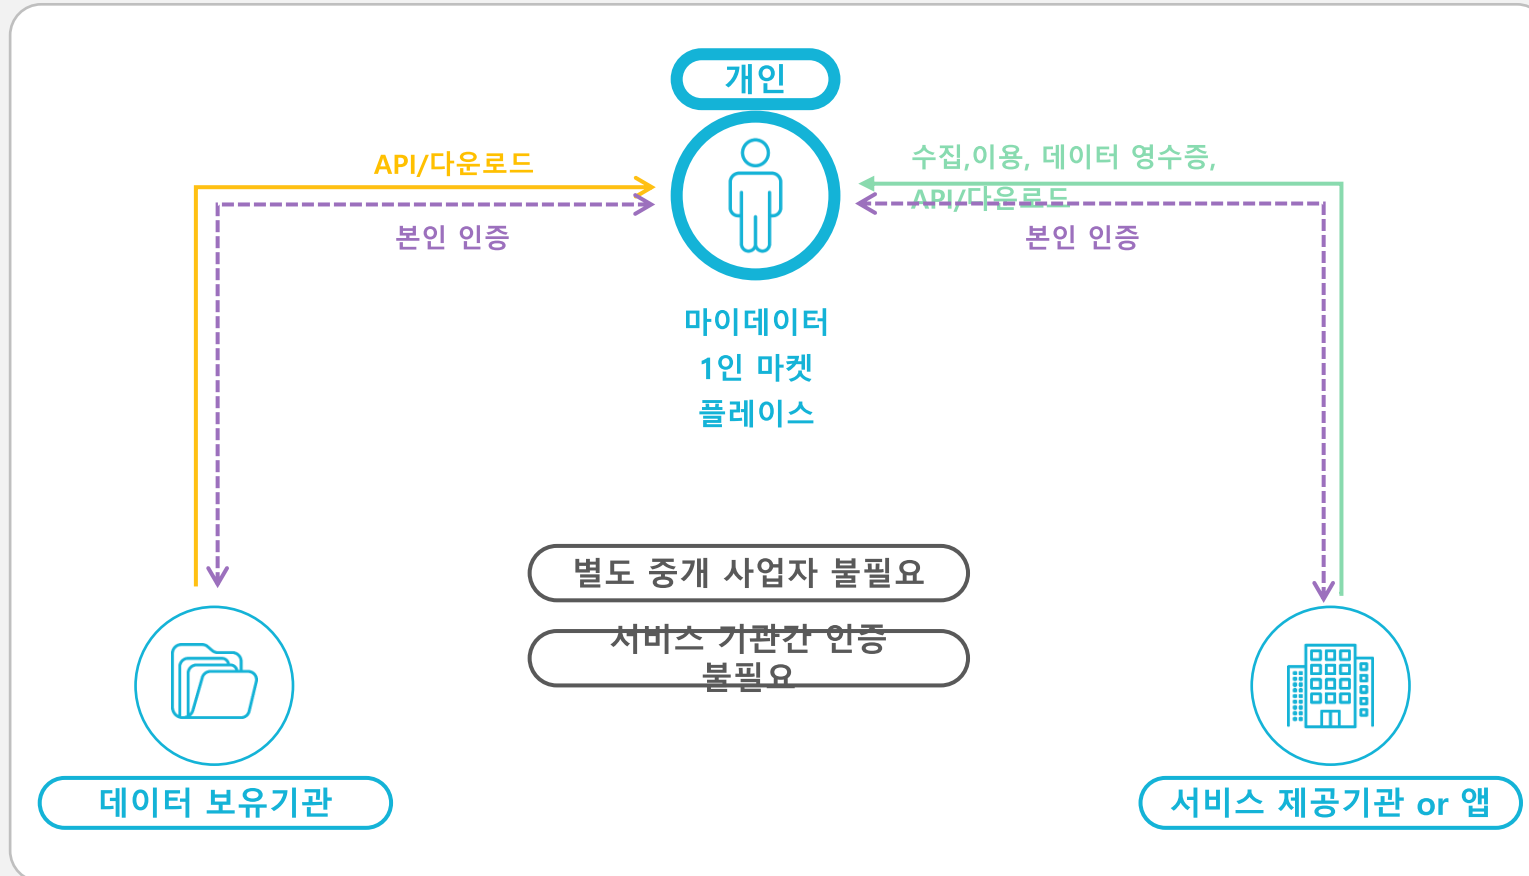 개인
API/다운로드
본인 인증
수집,이용, 데이터 영수증,
API/다운로드
본인 인증
마이데이터
1인 마켓
플레이스
별도 중개 사업자 불필요
서비스 기관간 인증
불필요
데이터 보유기관
서비스 제공기관 or 앱